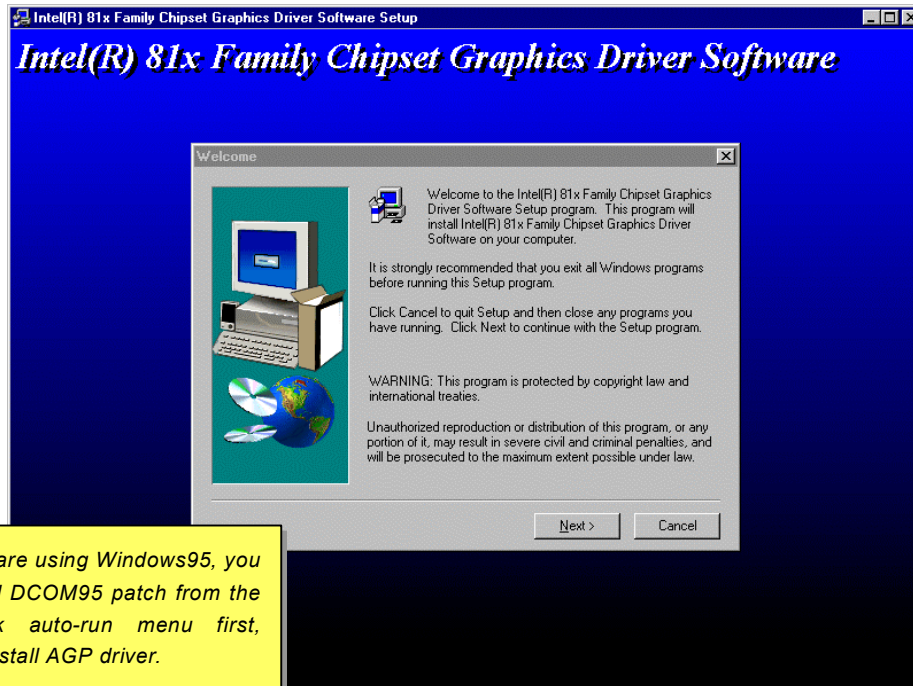 Intel(R) 81x Family Chipset Graphics Driver Software Setup
Intel(R) 81x Family Chipset Graphics Driver Software
Welcome
Welcome to the Intel(R) 81x Family Chipset Graphics
Driver Software Setup program. This program will
install Intel(R) 81x Family Chipset Graphics Driver
Software on your computer.
It is strongly recommended that you exit all Windows programs
before running this Setup program.
Click Cancel to quit Setup and then close any programs you
have running. Click Next to continue with the Setup program.
WARNING: This program is protected by copyright law and
international treaties.
Unauthorized reproduction or distribution of this program, or any
portion of it, may result in severe civil and criminal penalties, and
will be prosecuted to the maximum extent possible under law.
Next > Cancel
are using Windows95, you
DCOM95 patch from the
auto-run menu first,
stall AGP driver.